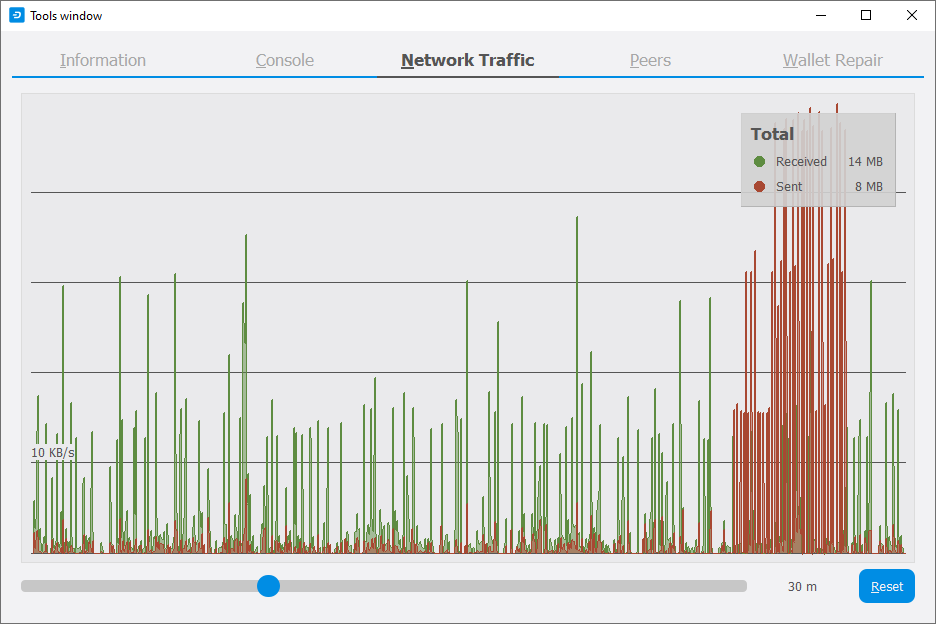 Tools window
Information Console Network Traffic Peers Wallet Repair
Total
Received 14 MB
Sent 8 MB
10 KB/s
30 m Reset